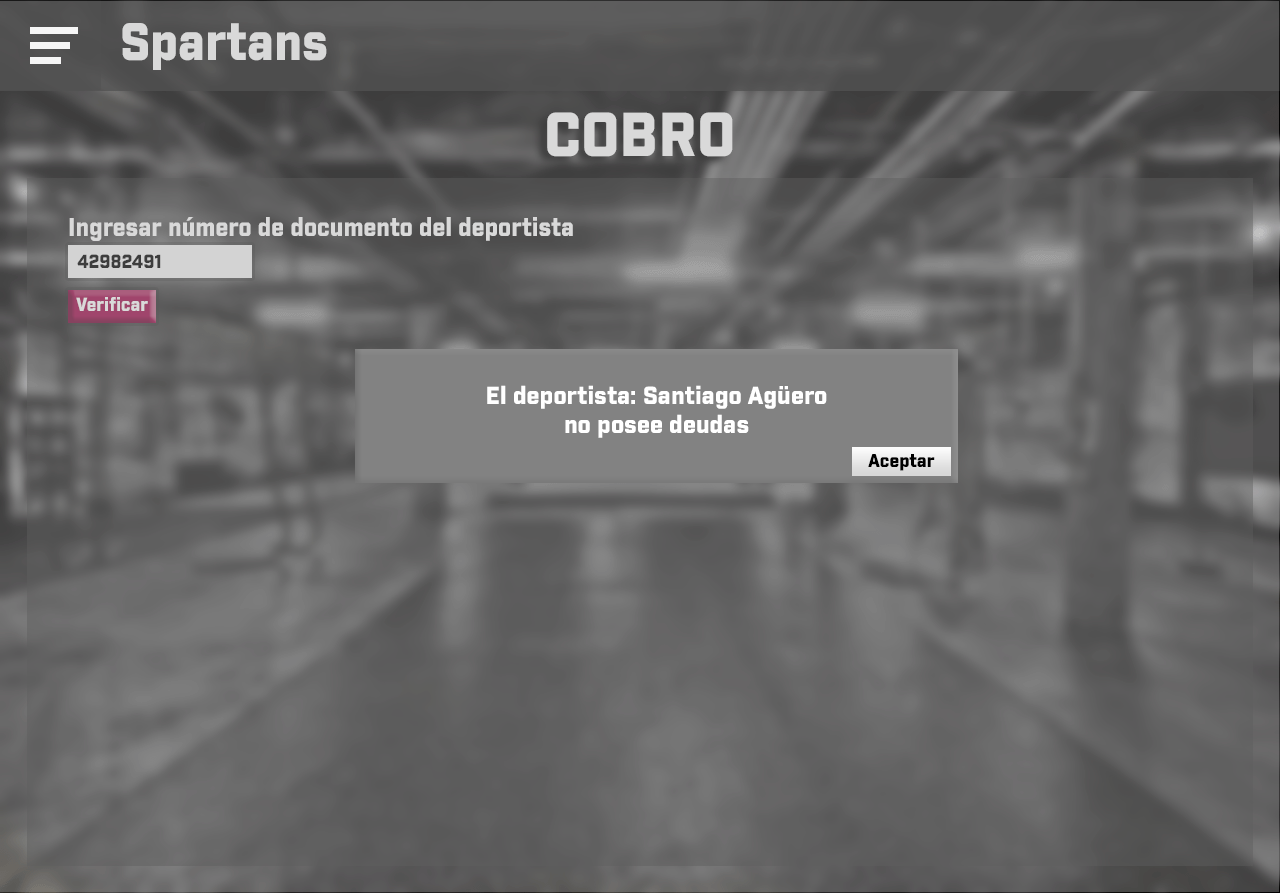 Spartans
COBRO
Ingresar número de documento del deportista
42982491
Verificar
El deportista: Santiago Agüero
no posee deudas
Aceptar